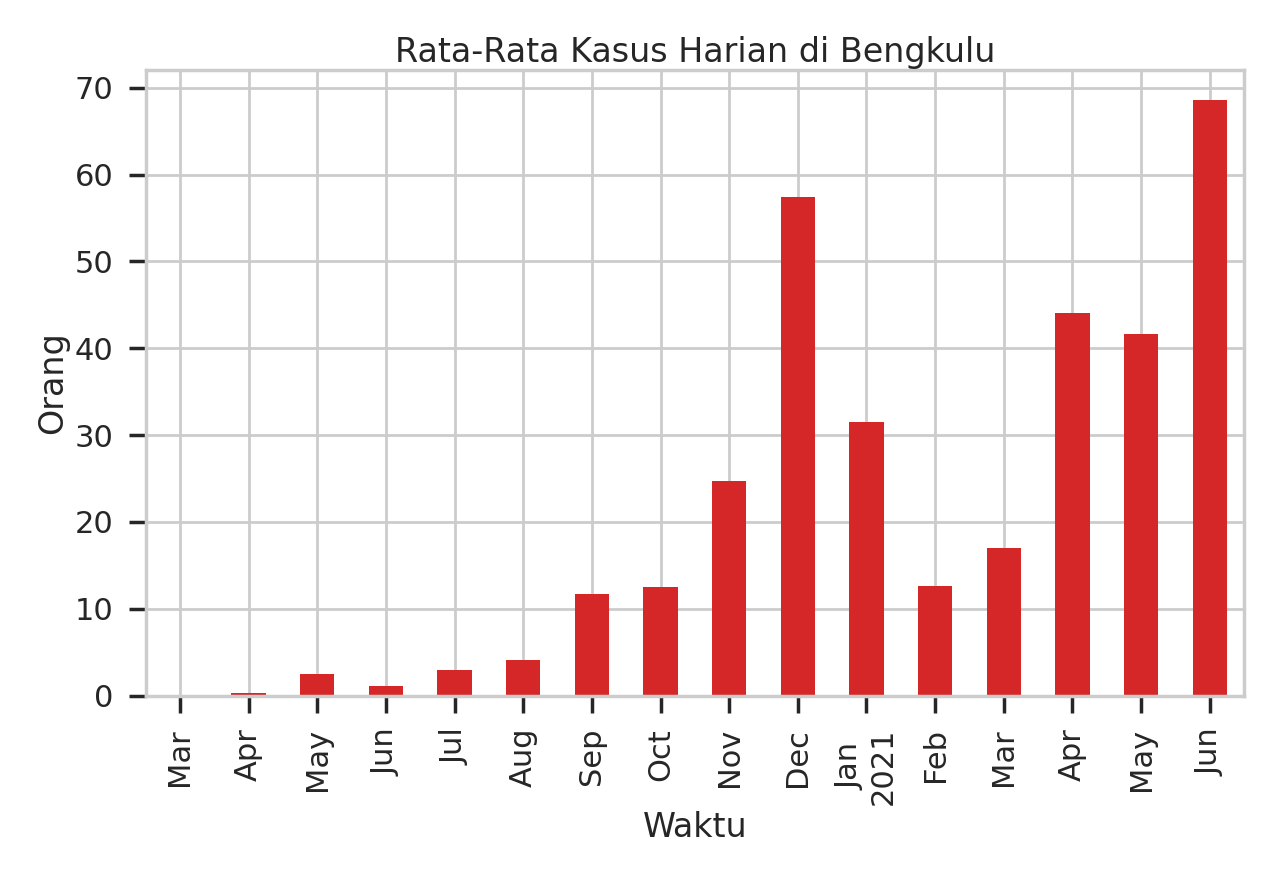 Rata-Rata Kasus Harian di Bengkulu
70
60
50
40
30
20
10
0
Orang
Mar
Apr
May
Jun
Jul
Aug
Sep
Oct
Nov
Dec
Jan
2021
Feb
Mar
Apr
May
Jun
Waktu